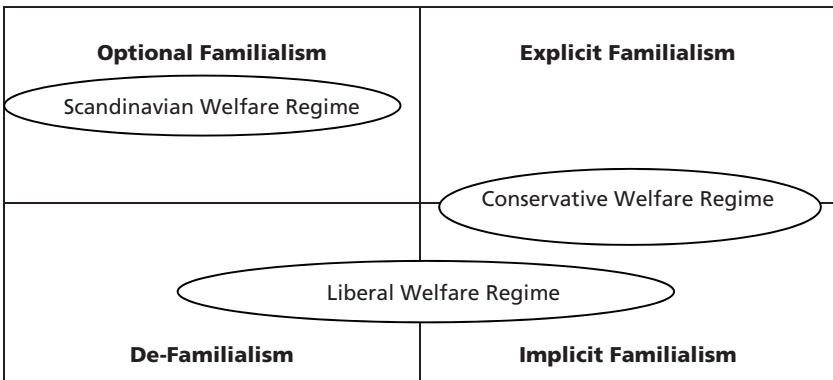 Optional Familialism
Explicit Familialism
Scandinavian Welfare Regime
Conservative Welfare Regime
Liberal Welfare Regime
De-Familialism
Implicit Familialism